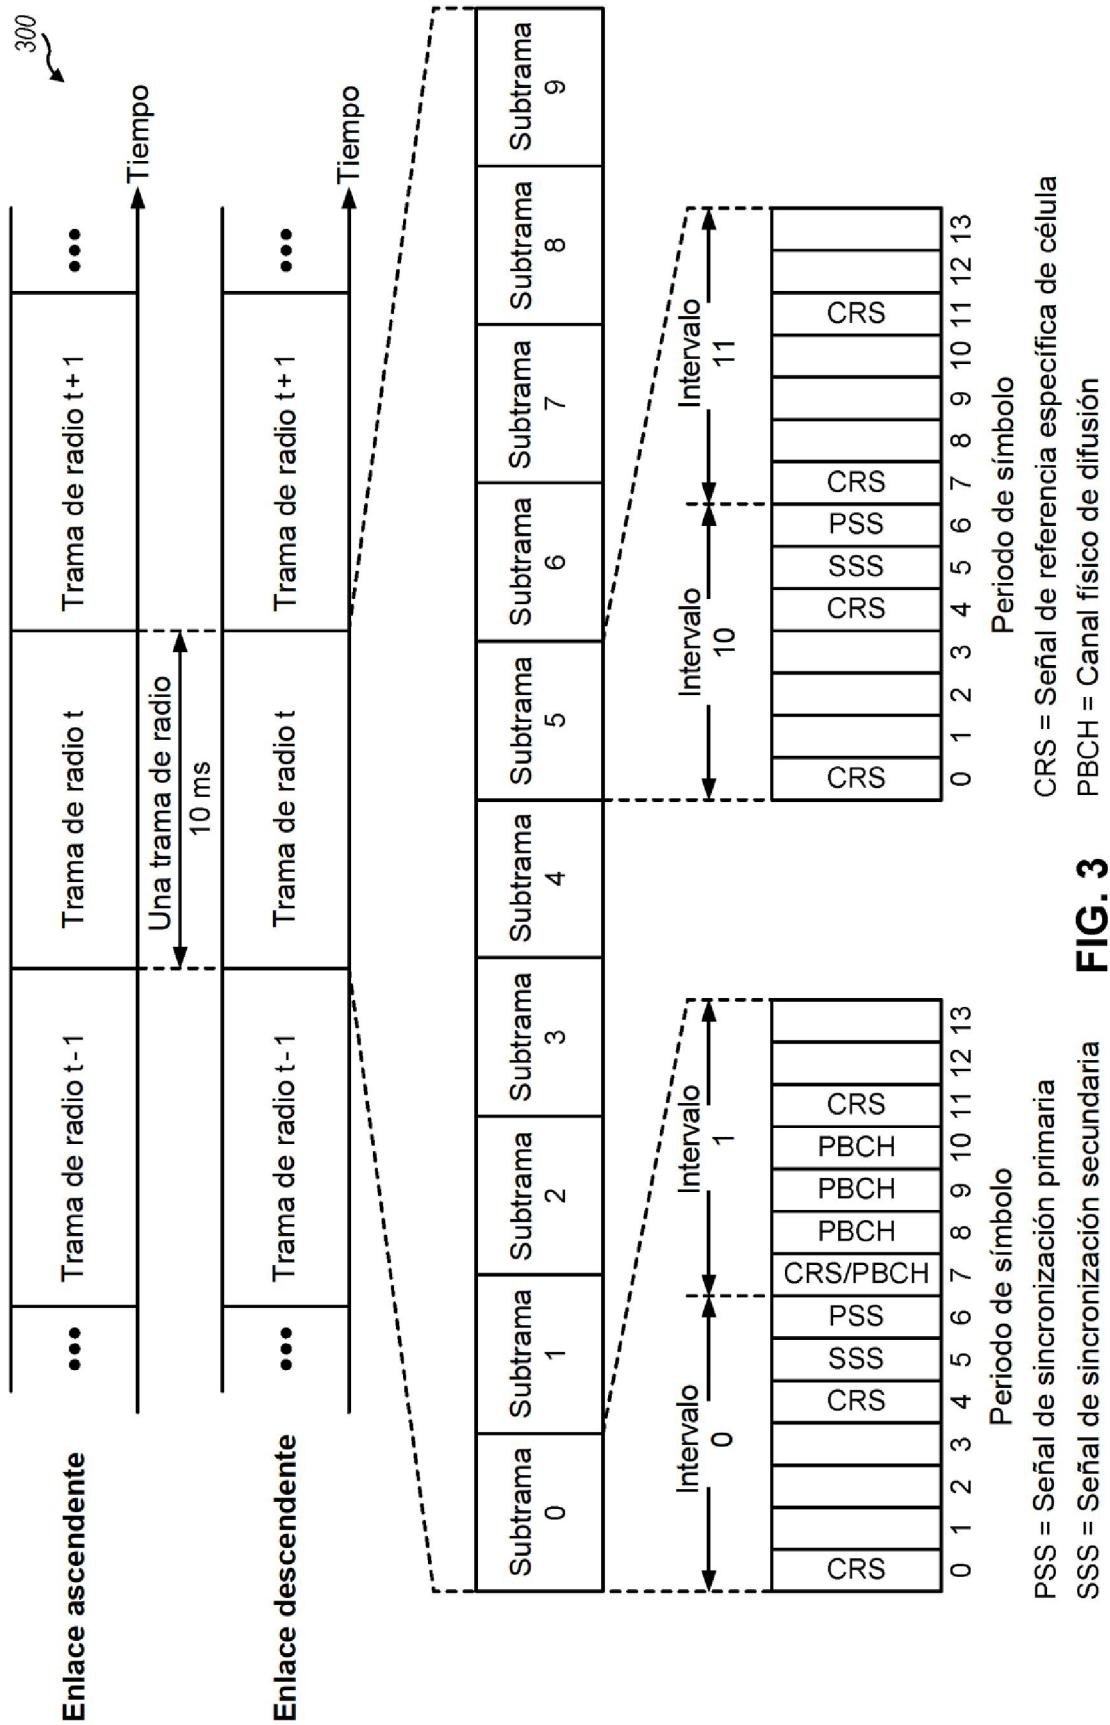 300
Enlace ascendente
•••
Trama de radio t - 1
Trama de radio t
Trama de radio t + 1
•••
Tiempo
Una trama de radio
10 ms
Enlace descendente
•••
Trama de radio t - 1
Trama de radio t
Trama de radio t + 1
•••
Tiempo
Subtrama
0
Subtrama
1
Subtrama
2
Subtrama
3
Subtrama
4
Subtrama
5
Subtrama
6
Subtrama
7
Subtrama
8
Subtrama
9
Intervalo
0
Intervalo
1
CRS
CRS
SSS
PSS
CRS/PBCH
PBCH
PBCH
PBCH
CRS
0 1 2 3 4 5 6 7 8 9 10 11 12 13
Periodo de símbolo
Intervalo
10
Intervalo
11
CRS
CRS
SSS
PSS
CRS
CRS
0 1 2 3 4 5 6 7 8 9 10 11 12 13
Periodo de símbolo
PSS = Señal de sincronización primaria
SSS = Señal de sincronización secundaria
CRS = Señal de referencia específica de célula
PBCH = Canal físico de difusión
FIG. 3